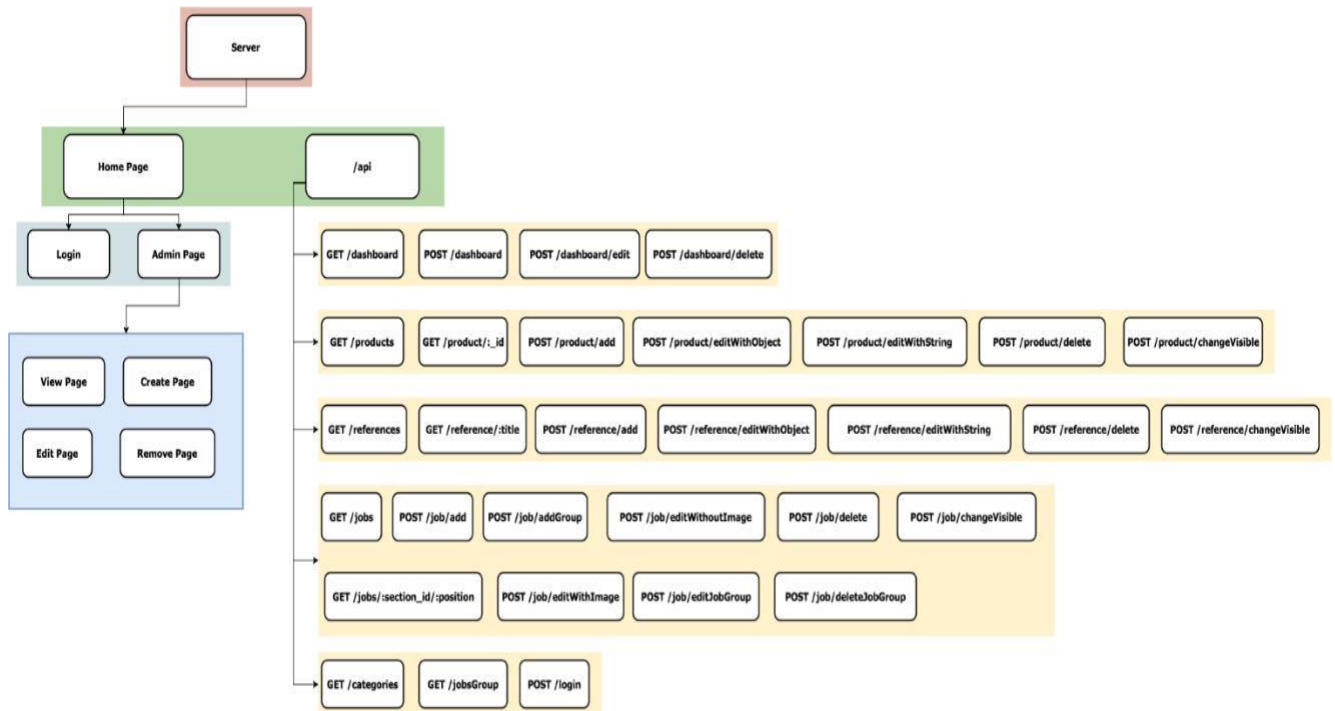 Server
Home Page
/api
Login
Admin Page
GET /dashboard
POST /dashboard
POST /dashboard/edit
POST /dashboard/delete
View Page
Create Page
Edit Page
Remove Page
GET /products
GET /product/:_id
POST /product/add
POST /product/editWithObject
POST /product/editWithString
POST /product/delete
POST /product/changeVisible
GET /references
GET /reference/:title
POST /reference/add
POST /reference/editWithObject
POST /reference/editWithString
POST /reference/delete
POST /reference/changeVisible
GET /jobs
POST /job/add
POST /job/addGroup
POST /job/editWithoutImage
POST /job/delete
POST /job/changeVisible
GET /jobs/:section_id/:position
POST /job/editWithImage
POST /job/editJobGroup
POST /job/deleteJobGroup
GET /categories
GET /jobsGroup
POST /login